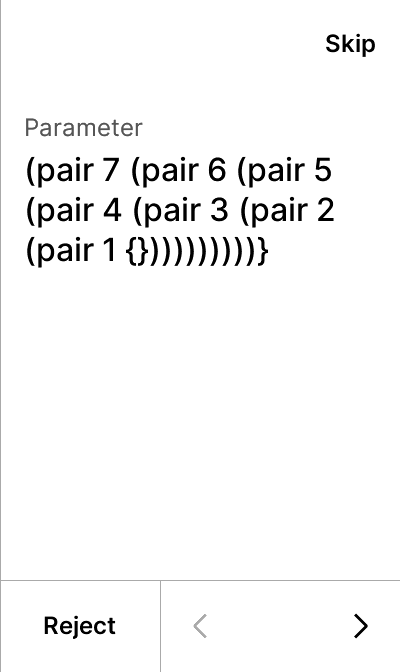 Skip
Parameter
(pair 7 (pair 6 (pair 5
(pair 4 (pair 3 (pair 2
(pair 1 {})))))))))}
Reject